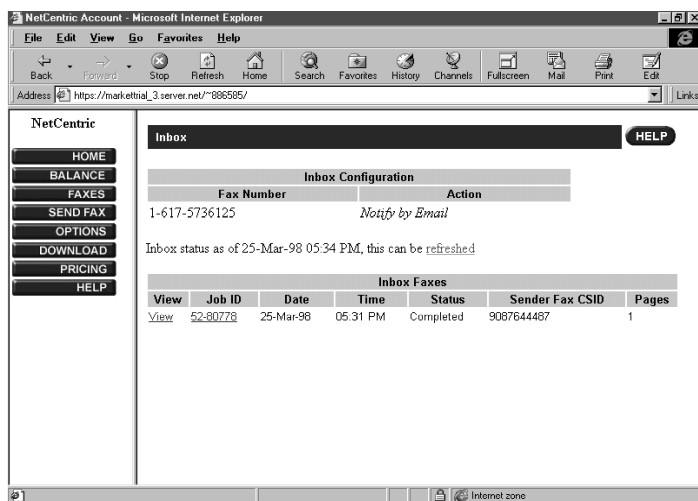 NetCentric Account - Microsoft Internet Explorer
File Edit View Go Favorites Help
Back Forward Stop Refresh Home Search Favorites History Channels Fullscreen Mail Print Edit
Address https://markettrial_3.server.net/~886585/ Links
NetCentric
HOME
BALANCE
FAXES
SEND FAX
OPTIONS
DOWNLOAD
PRICING
HELP
Inbox HELP
Inbox Configuration
Fax Number Action
1-617-5736125 Notify by Email
Inbox status as of 25-Mar-98 05:34 PM, this can be refreshed
Inbox Faxes
View Job ID Date Time Status Sender Fax CSID Pages
View 52-80778 25-Mar-98 05:31 PM Completed 9087644487 1
Internet zone